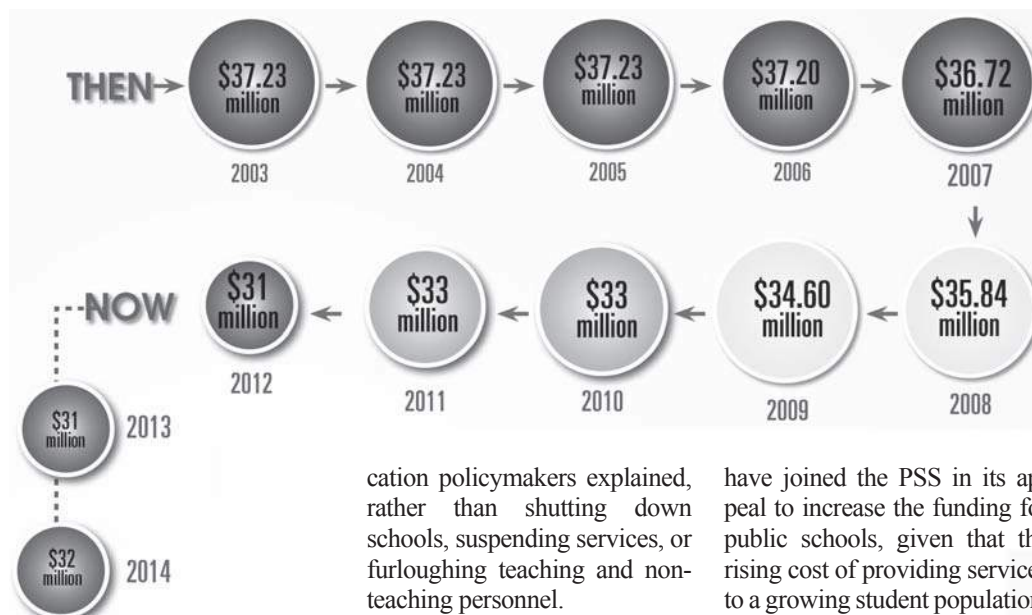 THEN
$37.23
million
2003
$37.23
million
2004
$37.23
million
2005
$37.20
million
2006
$36.72
million
2007
$35.84
million
2008
$34.60
million
2009
$33
million
2010
$33
million
2011
$31
million
2012
NOW
$31
million
2013
$32
million
2014
cation policymakers explained,
rather than shutting down
schools, suspending services, or
furloughing teaching and non-
teaching personnel.
have joined the PSS in its ap
peal to increase the funding fo
public schools, given that th
rising cost of providing service
to a growing student population